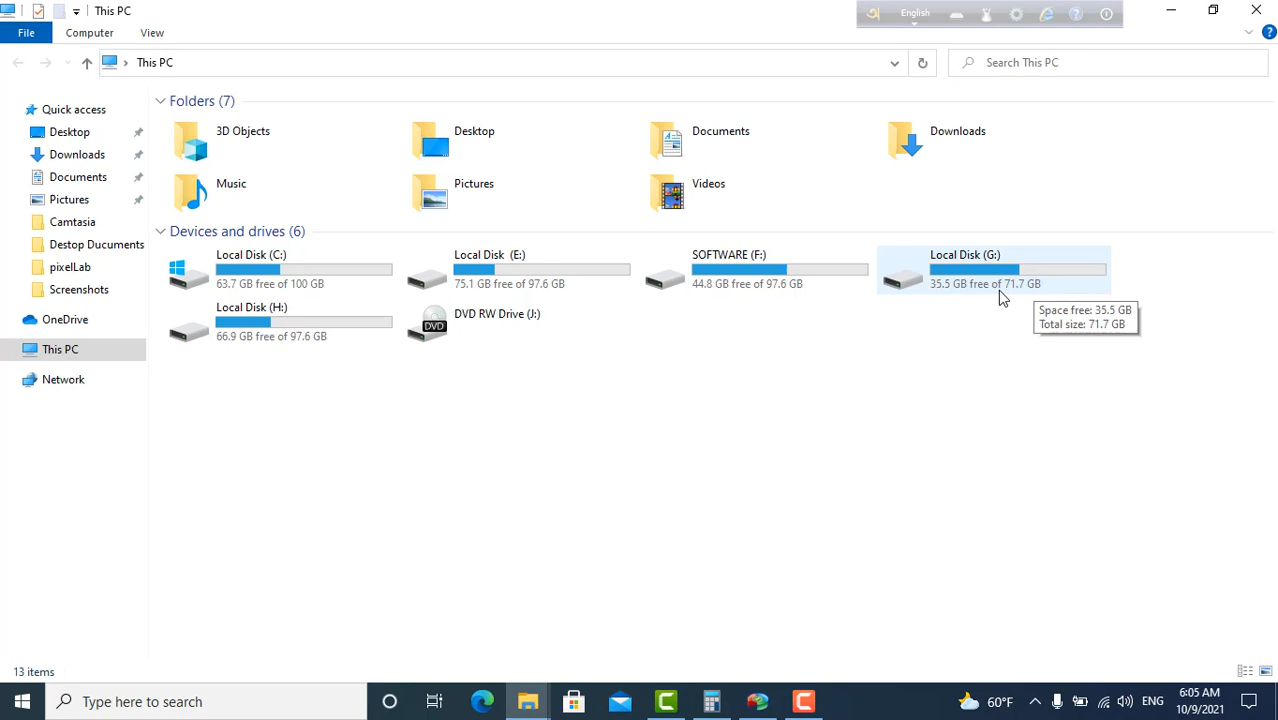 This PC
English
File
Computer
View
This PC
Search This PC
Quick access
Desktop
Downloads
Documents
Pictures
Camtasia
Destop Ducuments
pixelLab
Screenshots
OneDrive
This PC
Network
Folders (7)
3D Objects
Desktop
Documents
Downloads
Music
Pictures
Videos
Devices and drives (6)
Local Disk (C:)
63.7 GB free of 100 GB
Local Disk (E:)
75.1 GB free of 97.6 GB
SOFTWARE (F:)
44.8 GB free of 97.6 GB
Local Disk (G:)
35.5 GB free of 71.7 GB
Local Disk (H:)
66.9 GB free of 97.6 GB
DVD
DVD RW Drive (J:)
Space free: 35.5 GB
Total size: 71.7 GB
13 items
Type here to search
60°F
ENG
6:05 AM
10/9/2021